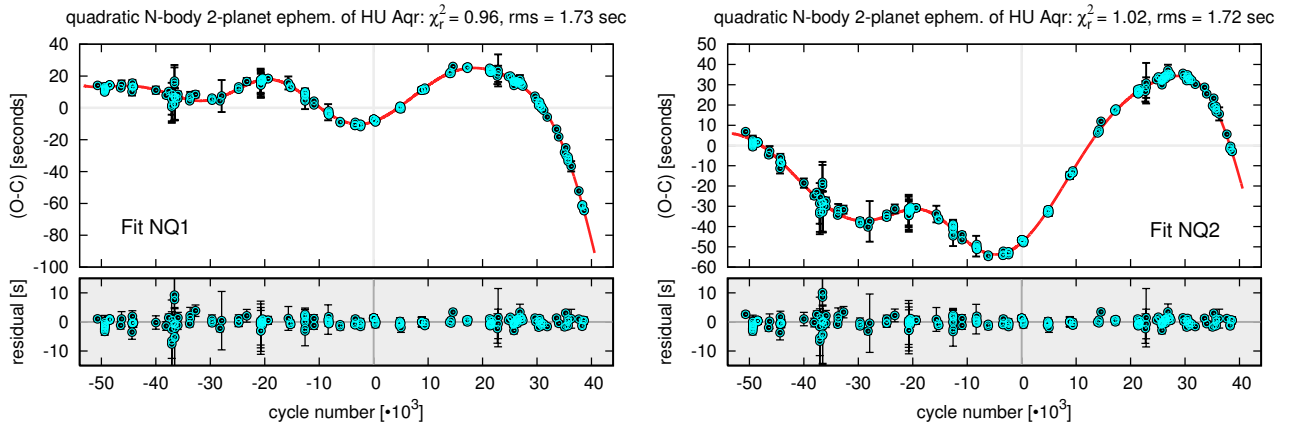 quadratic N-body 2-planet ephem. of HU Aqr: χ²ᵣ = 0.96, rms = 1.73 sec
40
20
0
-20
-40
-60
-80
-100
(O-C) [seconds]
Fit NQ1
10
0
-10
residual [s]
-50 -40 -30 -20 -10 0 10 20 30 40
cycle number [•10³]
quadratic N-body 2-planet ephem. of HU Aqr: χ²ᵣ = 1.02, rms = 1.72 sec
50
40
30
20
10
0
-10
-20
-30
-40
-50
-60
(O-C) [seconds]
Fit NQ2
10
0
-10
residual [s]
-50 -40 -30 -20 -10 0 10 20 30 40
cycle number [•10³]